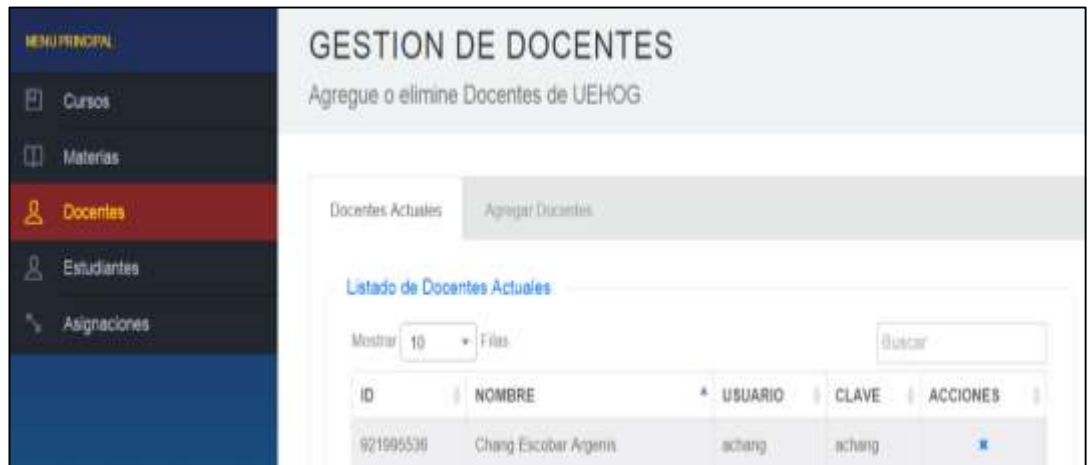 MENU PRINCIPAL
Cursos
Materias
Docentes
Estudiantes
Asignaciones
GESTION DE DOCENTES
Agregue o elimine Docentes de UEHOG
Docentes Actuales Agregar Docentes
Listado de Docentes Actuales
Mostrar 10 Filas Buscar
ID NOMBRE USUARIO CLAVE ACCIONES
921995536 Chang Escobar Argenis achang achang